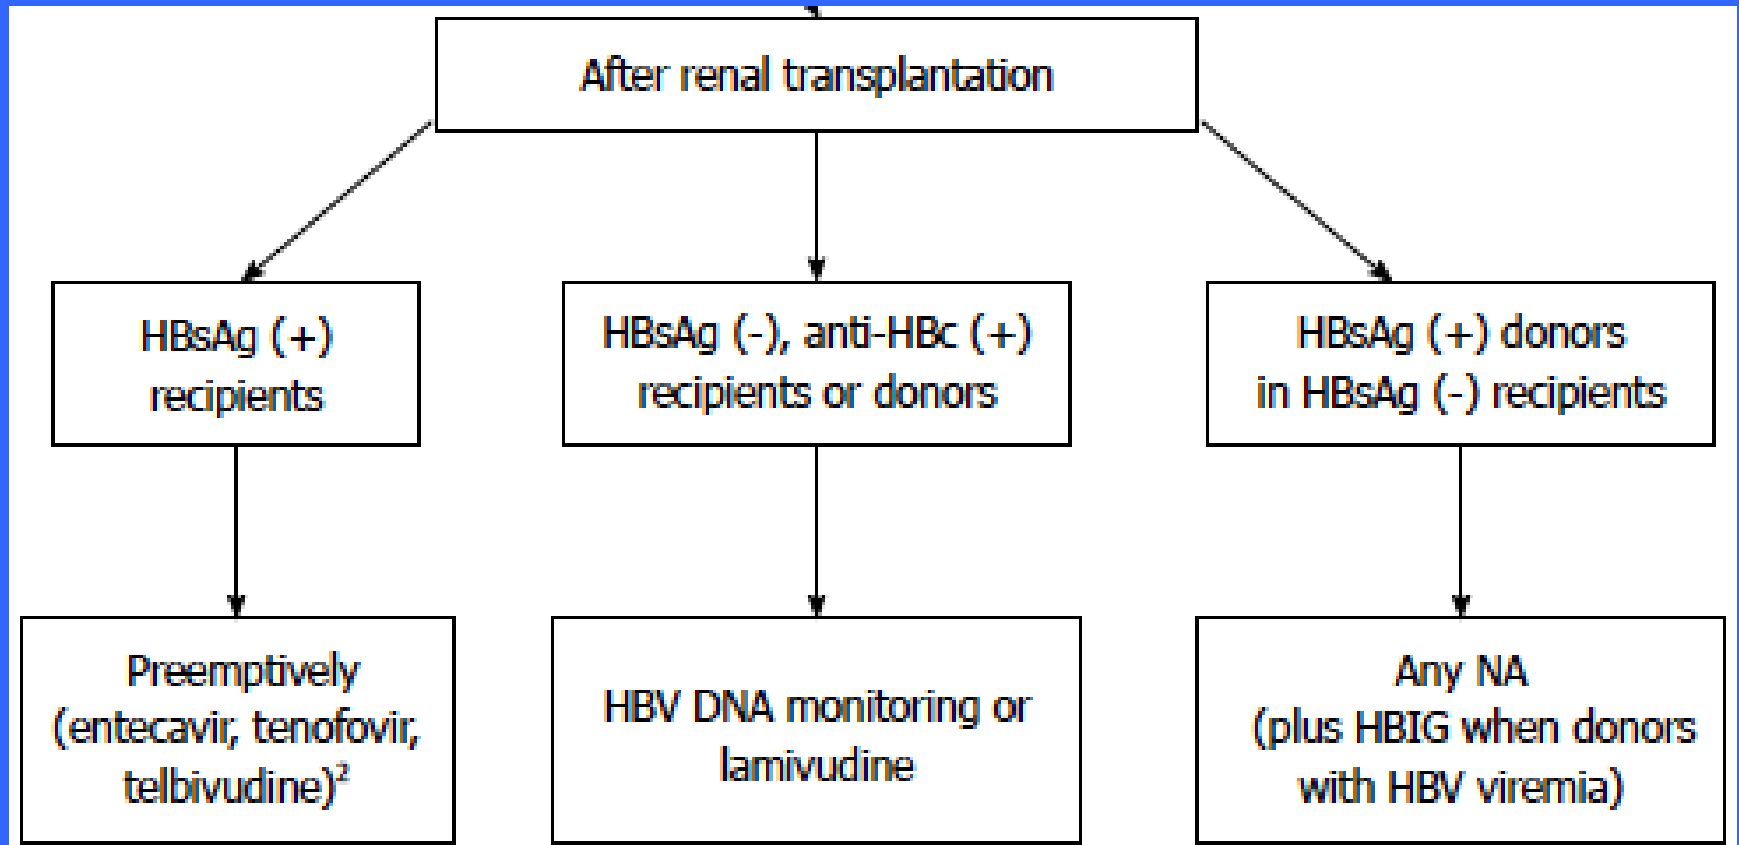 After renal transplantation
HBsAg (+)
recipients
HBsAg (-), anti-HBc (+)
recipients or donors
HBsAg (+) donors
in HBsAg (-) recipients
Preemptively
(entecavir, tenofovir,
telbivudine)²
HBV DNA monitoring or
lamivudine
Any NA
(plus HBIG when donors
with HBV viremia)